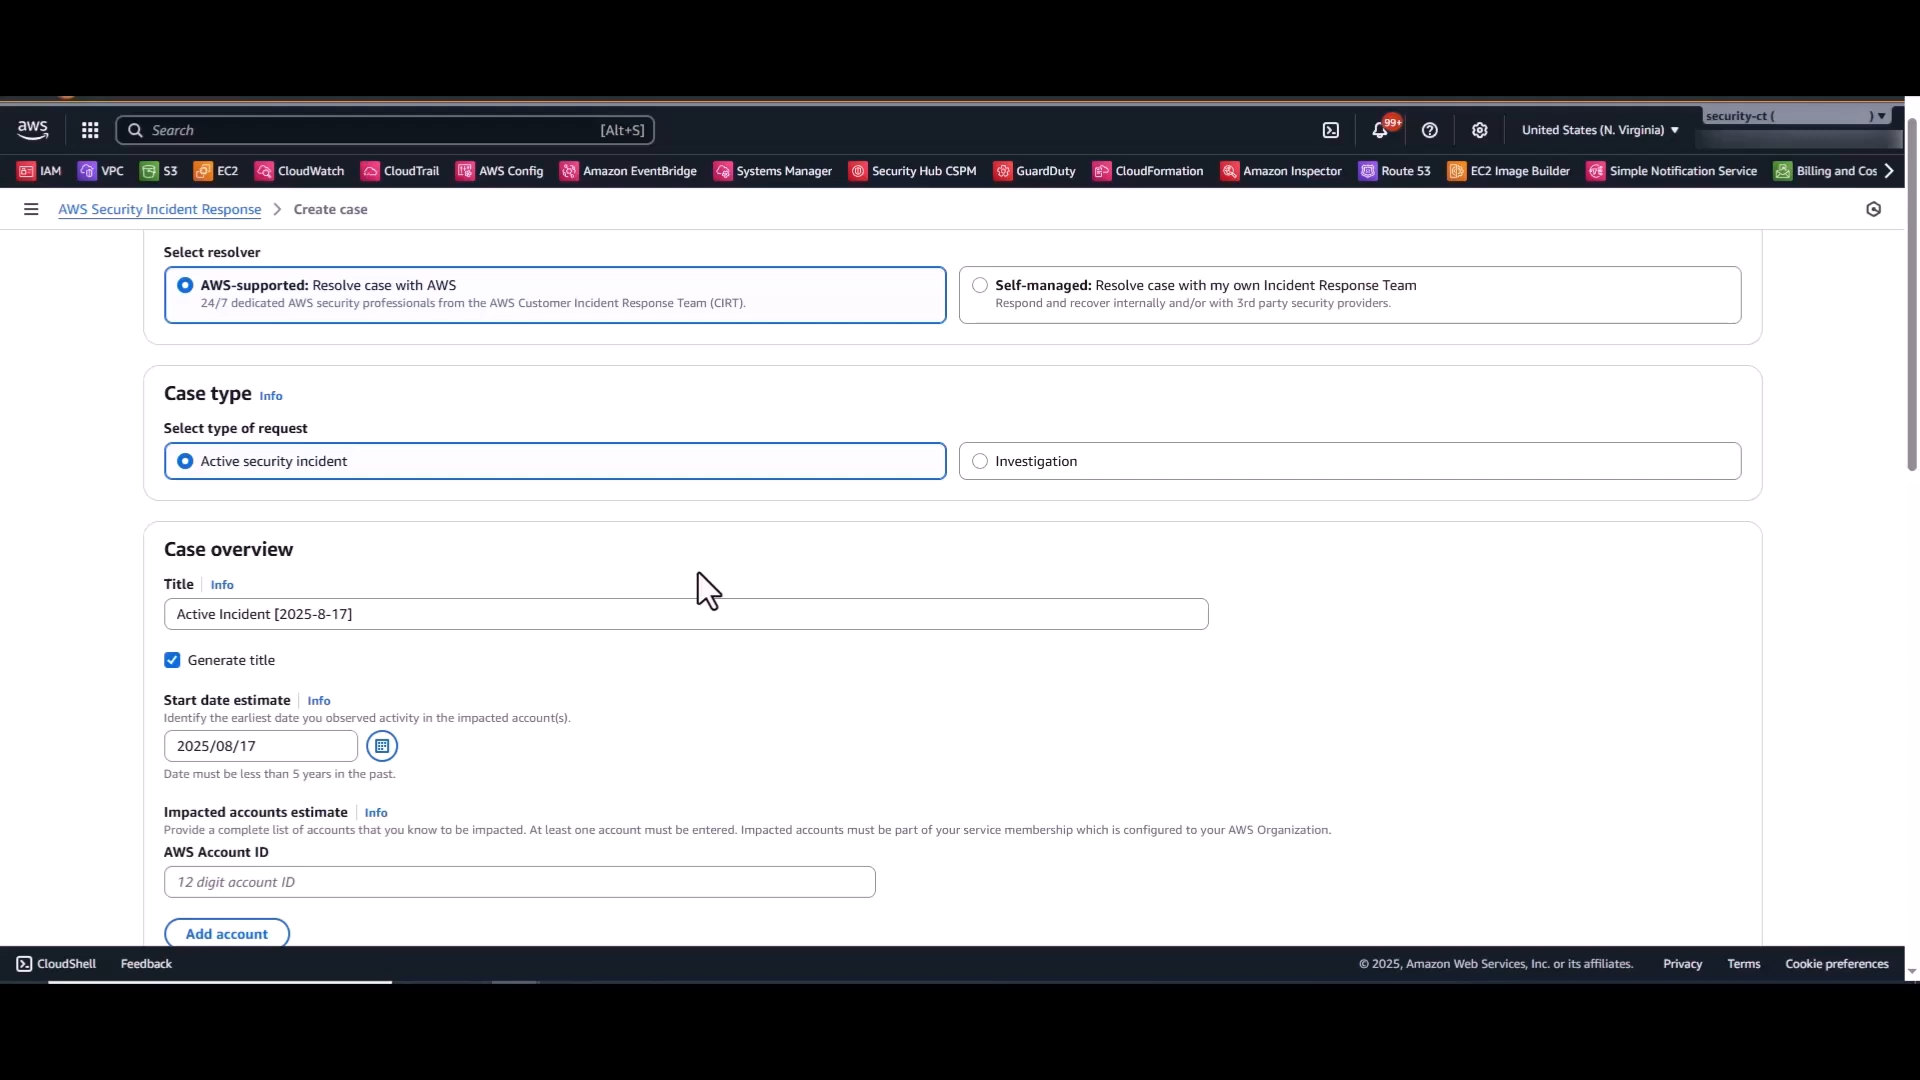 aws
Search [Alt+S]
99+
United States (N. Virginia)
security-ct ( )
IAM VPC S3 EC2 CloudWatch CloudTrail AWS Config Amazon EventBridge Systems Manager Security Hub CSPM GuardDuty CloudFormation Amazon Inspector Route 53 EC2 Image Builder Simple Notification Service Billing and Cos
AWS Security Incident Response > Create case
Select resolver
AWS-supported: Resolve case with AWS
24/7 dedicated AWS security professionals from the AWS Customer Incident Response Team (CIRT).
Self-managed: Resolve case with my own Incident Response Team
Respond and recover internally and/or with 3rd party security providers.
Case type Info
Select type of request
Active security incident
Investigation
Case overview
Title Info
Active Incident [2025-8-17]
Generate title
Start date estimate Info
Identify the earliest date you observed activity in the impacted account(s).
2025/08/17
Date must be less than 5 years in the past.
Impacted accounts estimate Info
Provide a complete list of accounts that you know to be impacted. At least one account must be entered. Impacted accounts must be part of your service membership which is configured to your AWS Organization.
AWS Account ID
12 digit account ID
Add account
CloudShell Feedback © 2025, Amazon Web Services, Inc. or its affiliates. Privacy Terms Cookie preferences